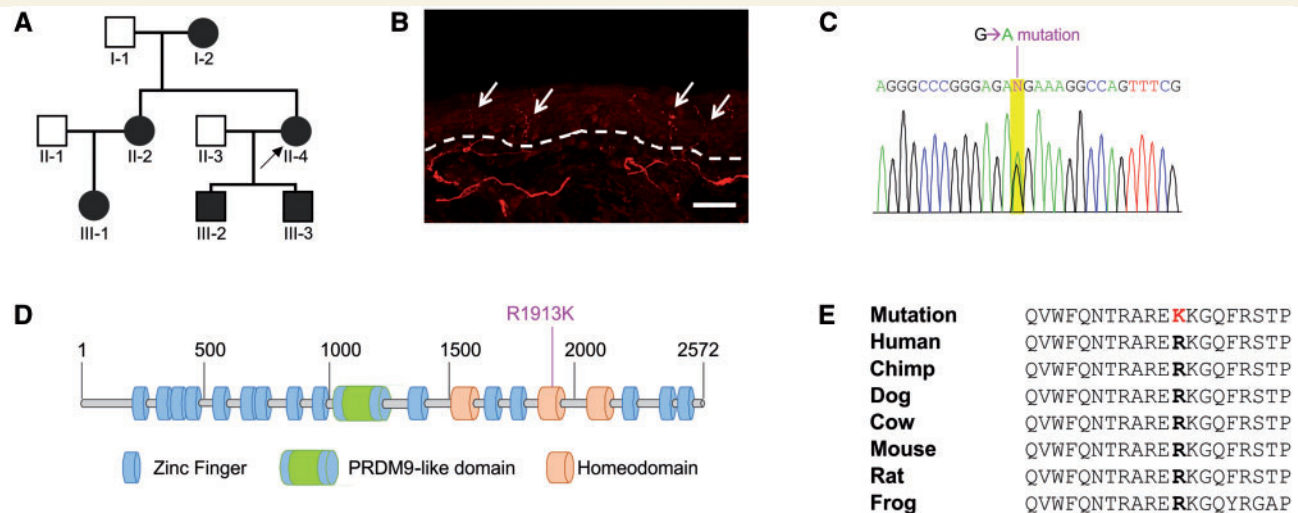 A
I-1
I-2
II-1
II-2
II-3
II-4
III-1
III-2
III-3
B
C
G→A mutation
AGGGCCCGGGAGANGAAAGGCCAGTTTCG
D
R1913K
1 500 1000 1500 2000 2572
Zinc Finger PRDM9-like domain Homeodomain
E
Mutation QVWFQNTRAREKKGQFRSTP
Human QVWFQNTRARERKGQFRSTP
Chimp QVWFQNTRARERKGQFRSTP
Dog QVWFQNTRARERKGQFRSTP
Cow QVWFQNTRARERKGQFRSTP
Mouse QVWFQNTRARERKGQFRSTP
Rat QVWFQNTRARERKGQFRSTP
Frog QVWFQNTRARERKGQYRGAP